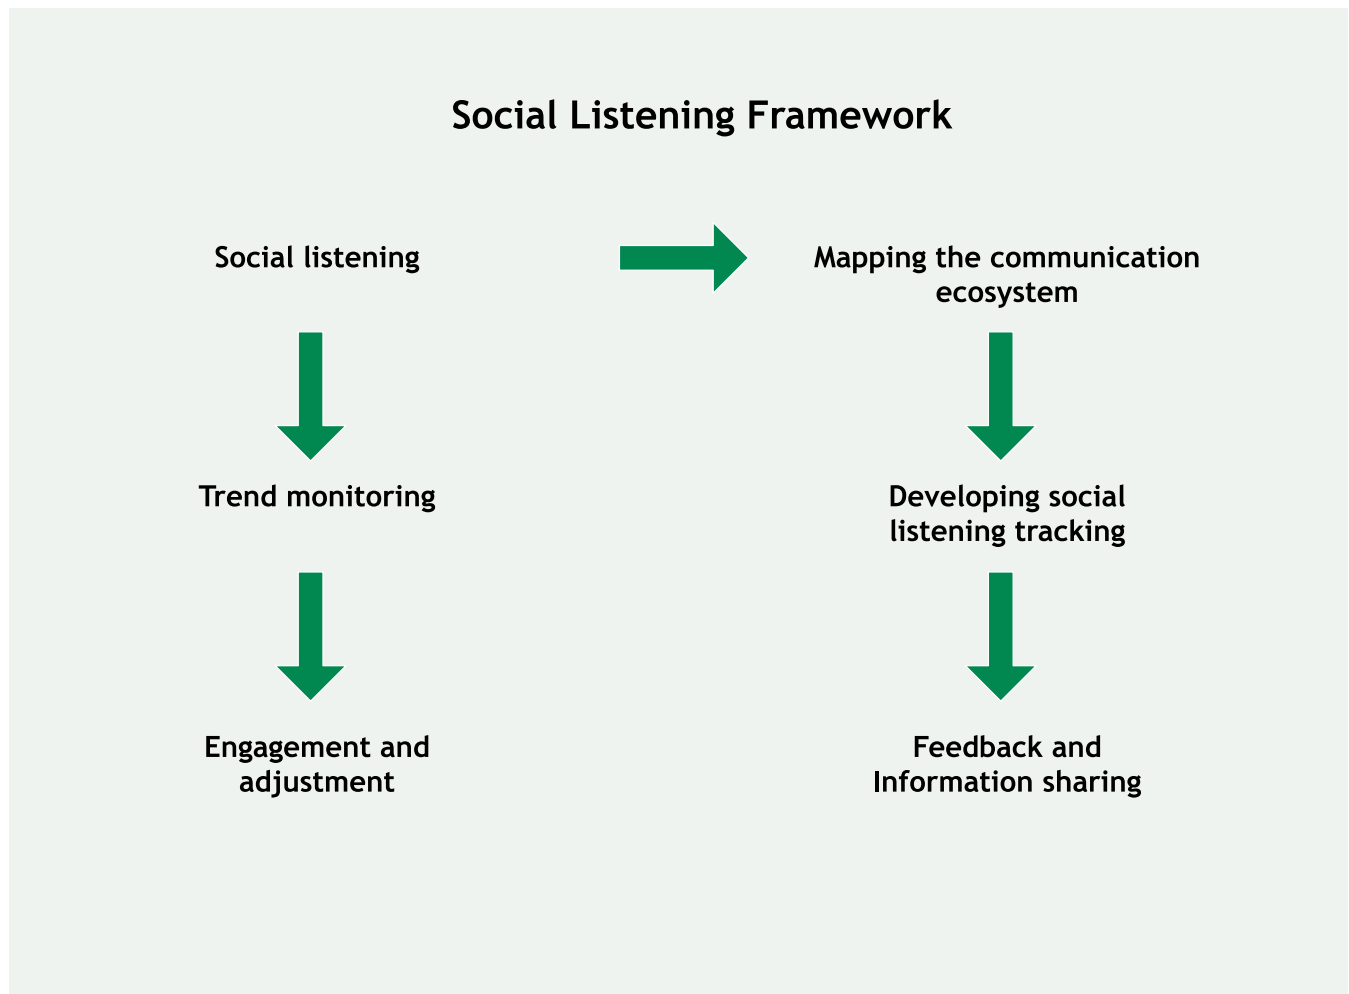 Social Listening Framework
Social listening
Mapping the communication
ecosystem
Trend monitoring
Developing social
listening tracking
Engagement and
adjustment
Feedback and
Information sharing